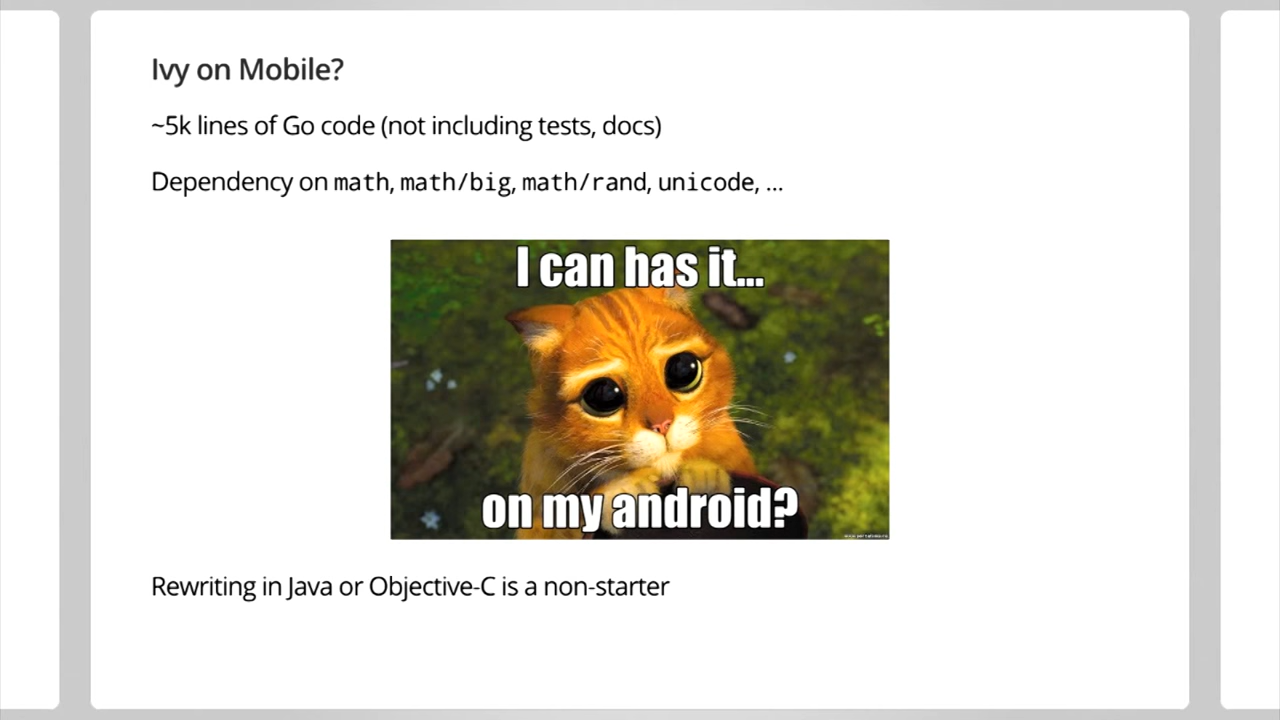 Ivy on Mobile?
~5k lines of Go code (not including tests, docs)
Dependency on math, math/big, math/rand, unicode, ...
I can has it...
on my android?
Rewriting in Java or Objective-C is a non-starter